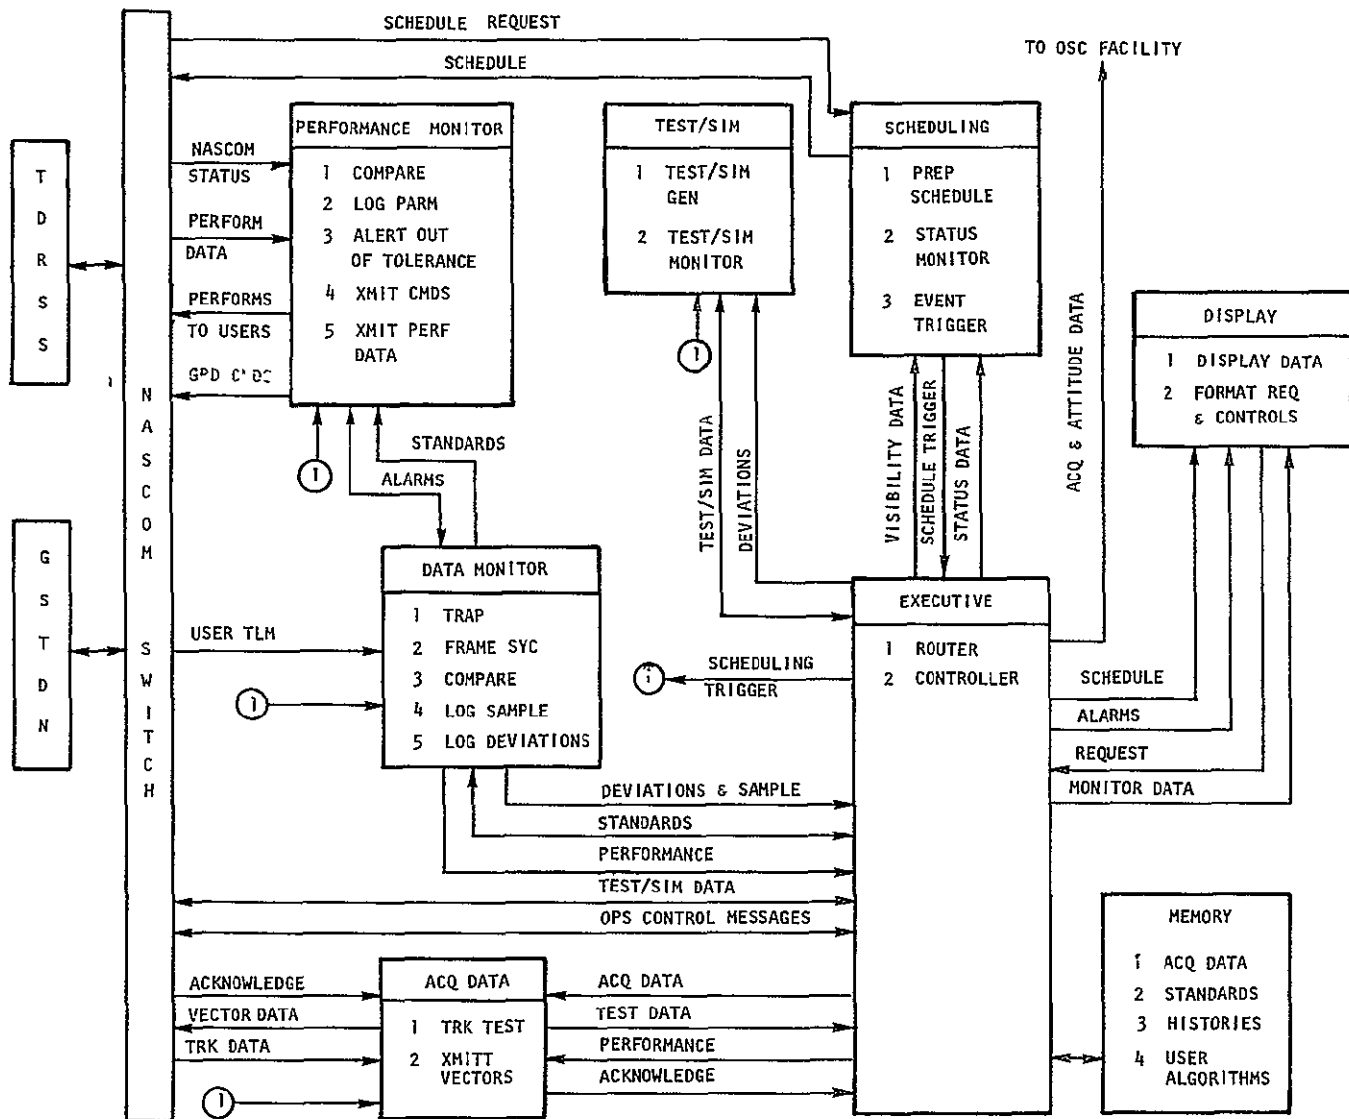 SCHEDULE REQUEST
SCHEDULE
TO OSC FACILITY
TDRSS
GSTDN
NASCOM SWITCH
NASCOM
STATUS
PERFORM
DATA
PERFORMS
TO USERS
PERFORMANCE MONITOR
1 COMPARE
2 LOG PARM
3 ALERT OUT
OF TOLERANCE
4 XMIT CMDS
5 XMIT PERF
DATA
TEST/SIM
1 TEST/SIM
GEN
2 TEST/SIM
MONITOR
SCHEDULING
1 PREP
SCHEDULE
2 STATUS
MONITOR
3 EVENT
TRIGGER
DISPLAY
1 DISPLAY DATA
2 FORMAT REQ
& CONTROLS
1
1
STANDARDS
ALARMS
TEST/SIM DATA
DEVIATIONS
VISIBILITY DATA
SCHEDULE TRIGGER
STATUS DATA
ACQ & ATTITUDE DATA
USER TLM
1
DATA MONITOR
1 TRAP
2 FRAME SYC
3 COMPARE
4 LOG SAMPLE
5 LOG DEVIATIONS
SCHEDULING
TRIGGER
EXECUTIVE
1 ROUTER
2 CONTROLLER
SCHEDULE
ALARMS
REQUEST
MONITOR DATA
DEVIATIONS & SAMPLE
STANDARDS
PERFORMANCE
TEST/SIM DATA
OPS CONTROL MESSAGES
ACKNOWLEDGE
VECTOR DATA
TRK DATA
1
ACQ DATA
1 TRK TEST
2 XMITT
VECTORS
ACQ DATA
TEST DATA
PERFORMANCE
ACKNOWLEDGE
MEMORY
1 ACQ DATA
2 STANDARDS
3 HISTORIES
4 USER
ALGORITHMS